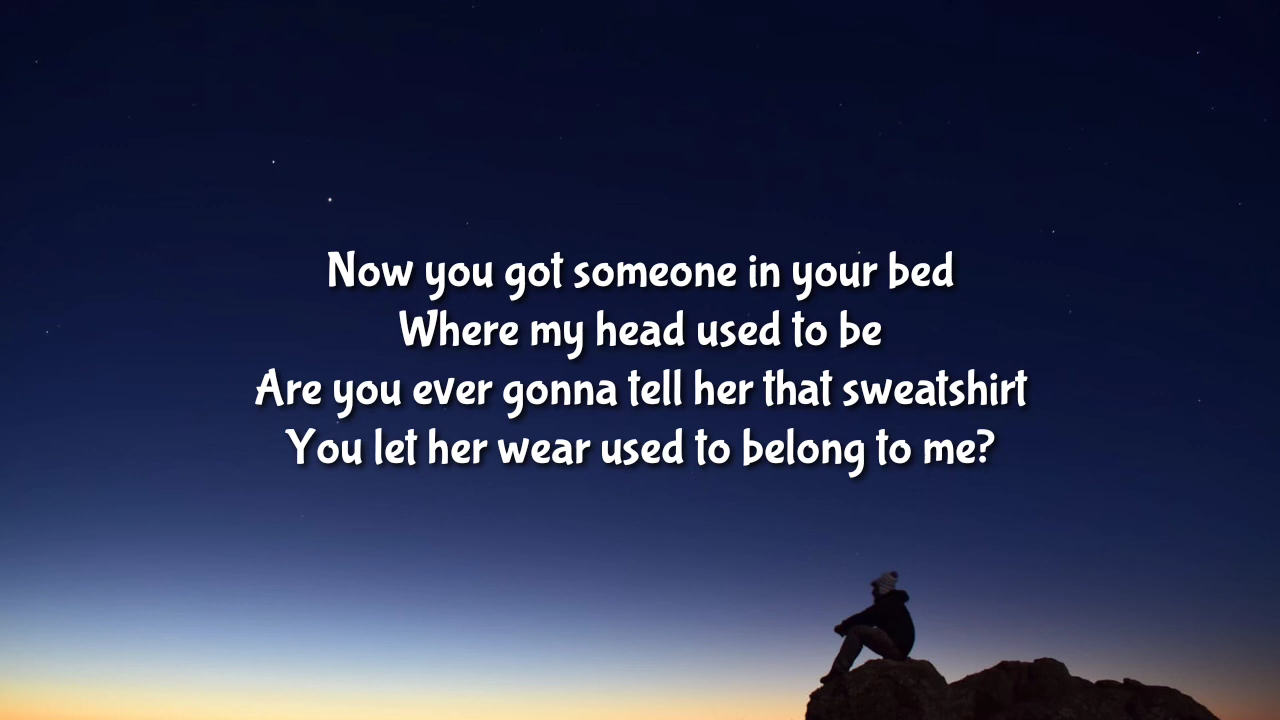 Now you got someone in your bed
Where my head used to be
Are you ever gonna tell her that sweatshirt
You let her wear used to belong to me?